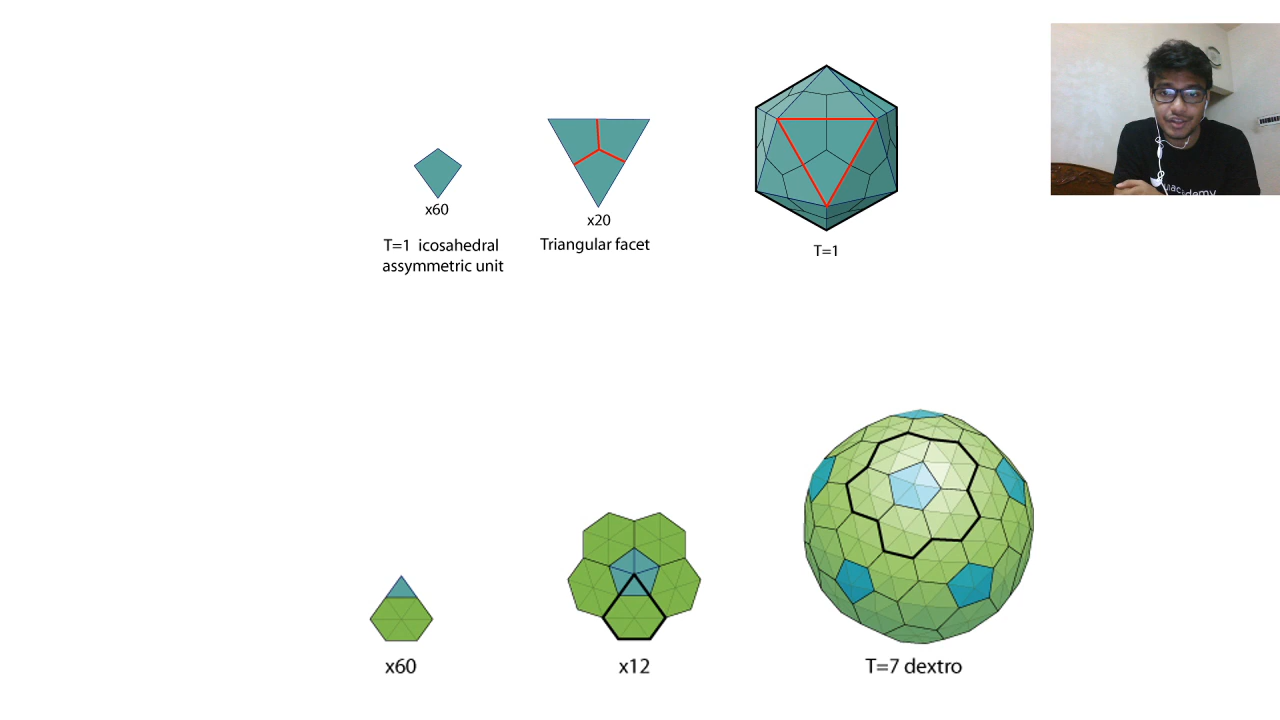 x60
T=1 icosahedral
assymmetric unit
x20
Triangular facet
T=1
x60
x12
T=7 dextro